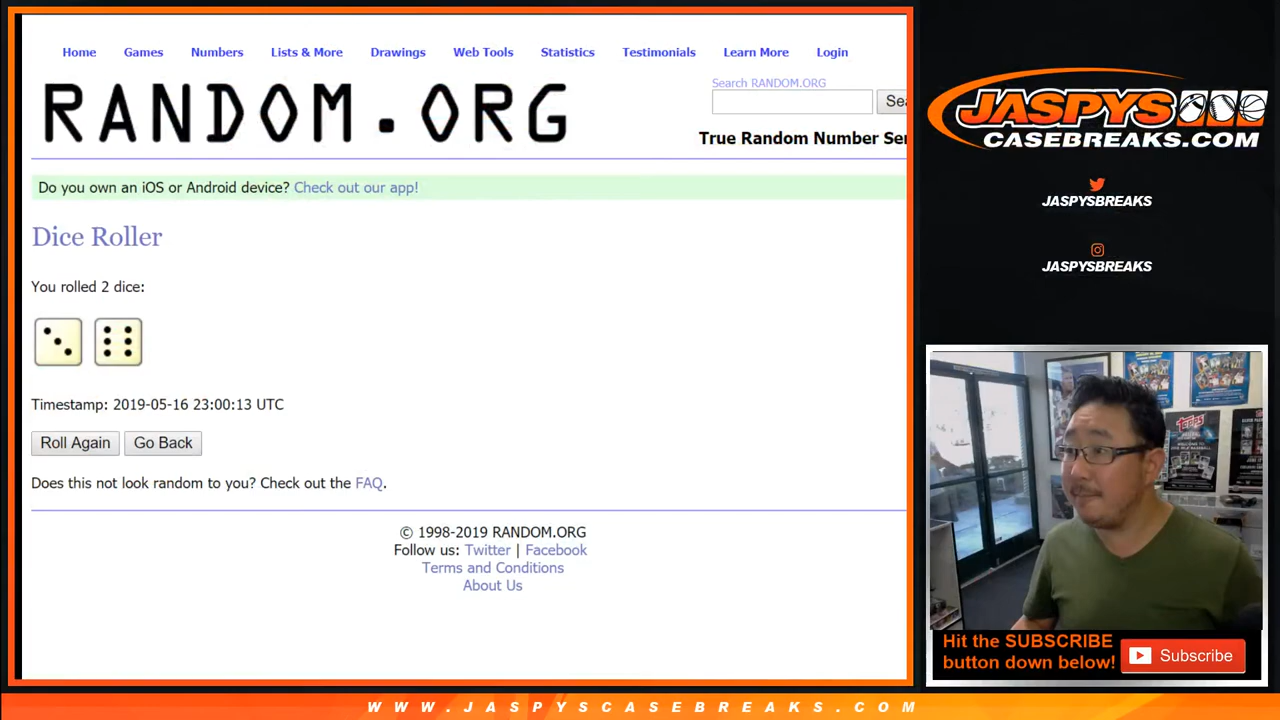 Home Games Numbers Lists & More Drawings Web Tools Statistics Testimonials Learn More Login
RANDOM.ORG
Search RANDOM.ORG
Sea
True Random Number Ser
Do you own an iOS or Android device? Check out our app!
Dice Roller
You rolled 2 dice:
Timestamp: 2019-05-16 23:00:13 UTC
Roll Again Go Back
Does this not look random to you? Check out the FAQ.
© 1998-2019 RANDOM.ORG
Follow us: Twitter | Facebook
Terms and Conditions
About Us
JASPYS
CASEBREAKS.COM
JASPYSBREAKS
JASPYSBREAKS
Topps
Hit the SUBSCRIBE
button down below!
Subscribe
WWW.JASPYSCASEBREAKS.COM